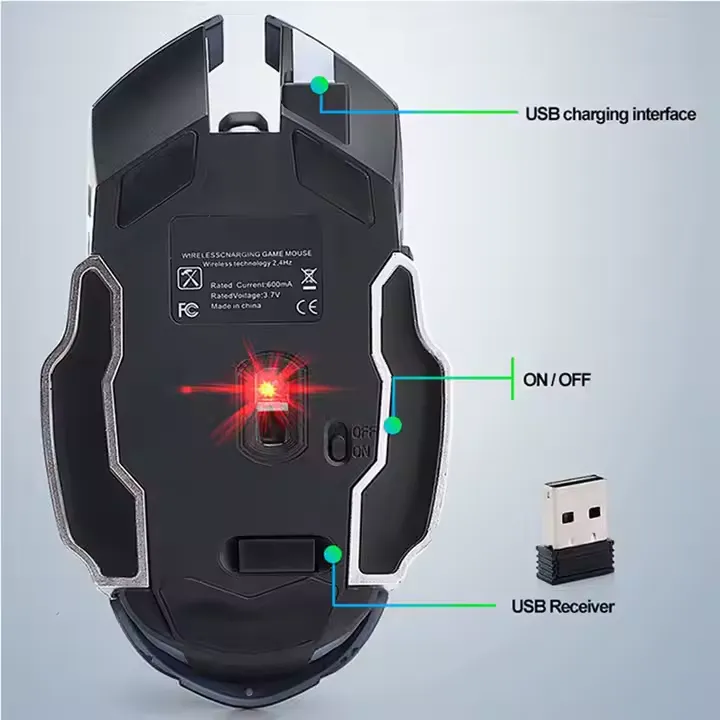 USB charging interface
WIRELESSCNARGING GAME MOUSE
Wireless technology 2.4Hz
Rated Current:600mA
RatedVoitage:3.7V
FC Made in china CE
ON / OFF
OFF
ON
USB Receiver